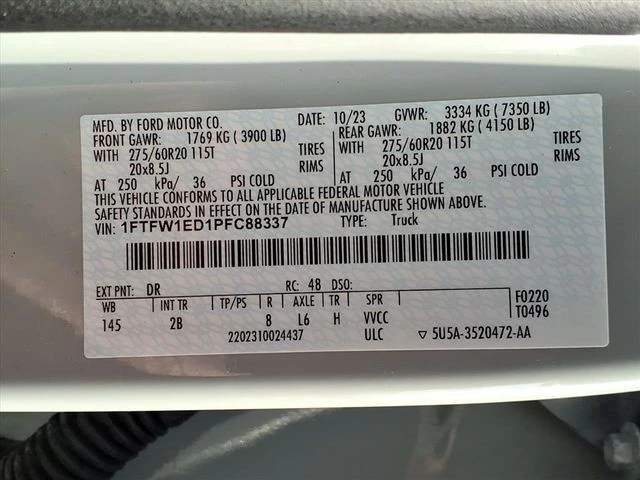 MFD. BY FORD MOTOR CO. DATE: 10/23 GVWR: 3334 KG ( 7350 LB)
FRONT GAWR: 1769 KG ( 3900 LB) REAR GAWR: 1882 KG ( 4150 LB)
WITH 275/60R20 115T TIRES WITH 275/60R20 115T TIRES
20x8.5J RIMS 20x8.5J RIMS
AT 250 kPa/ 36 PSI COLD AT 250 kPa/ 36 PSI COLD
THIS VEHICLE CONFORMS TO ALL APPLICABLE FEDERAL MOTOR VEHICLE
SAFETY STANDARDS IN EFFECT ON THE DATE OF MANUFACTURE SHOWN ABOVE.
VIN: 1FTFW1ED1PFC88337 TYPE: Truck
EXT PNT: DR RC: 48 DSO:
WB INT TR TP/PS R AXLE TR SPR F0220
145 2B 8 L6 H VVCC T0496
2202310024437 ULC ▽ 5U5A-3520472-AA